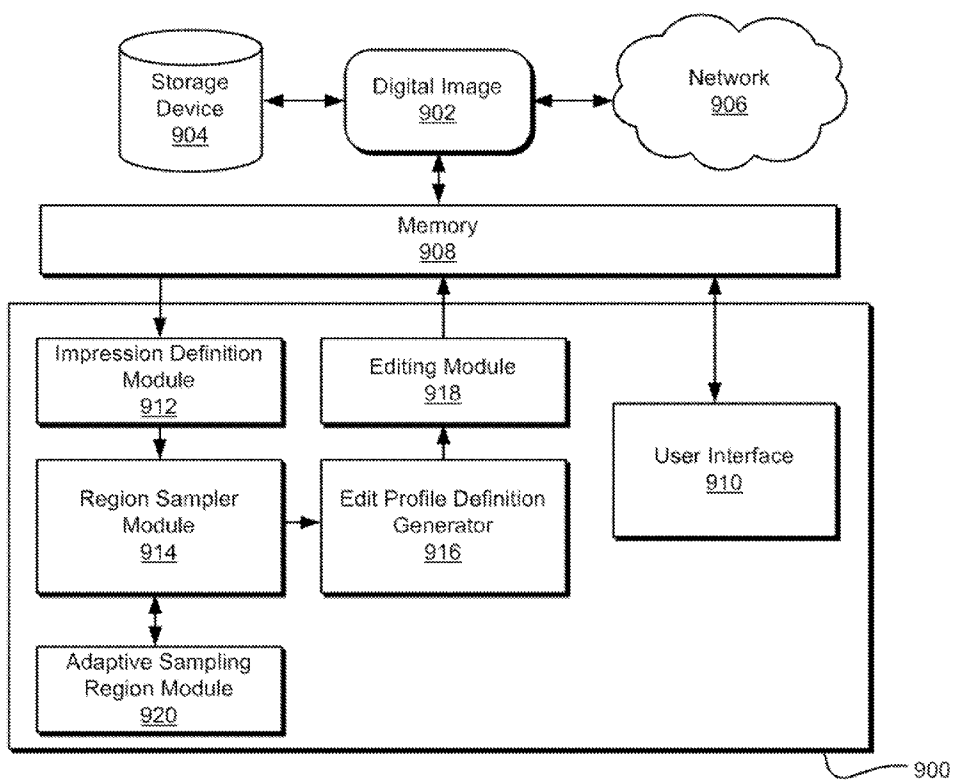 Storage
Device
904
Digital Image
902
Network
906
Memory
908
Impression Definition
Module
912
Editing Module
918
User Interface
910
Region Sampler
Module
914
Edit Profile Definition
Generator
916
Adaptive Sampling
Region Module
920
900